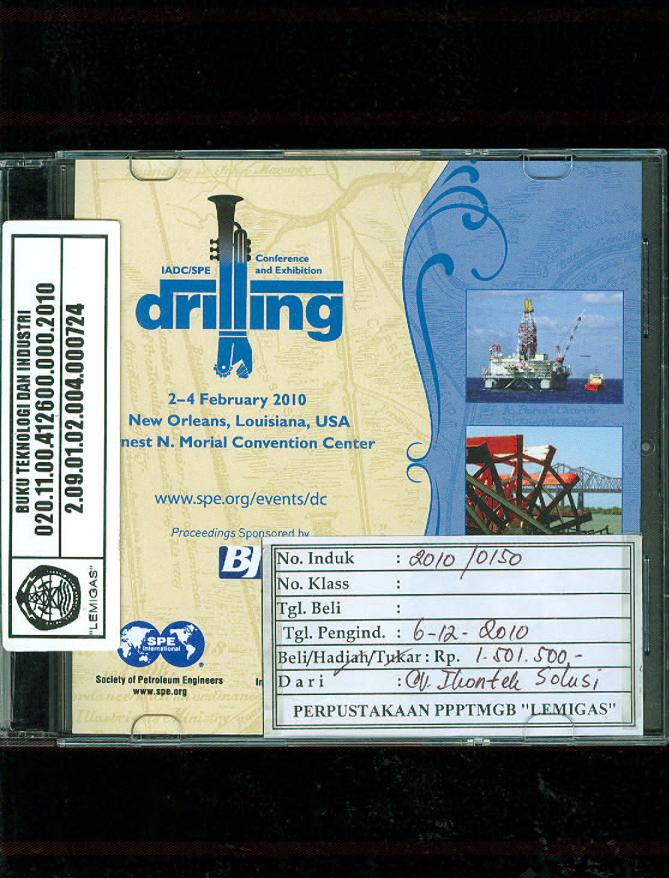 IADC/SPE
Conference
and Exhibition
drilling
2–4 February 2010
New Orleans, Louisiana, USA
nest N. Morial Convention Center
www.spe.org/events/dc
Proceedings Sponsored by
BJ
SPE
International
Society of Petroleum Engineers
www.spe.org
BUKU TEKNOLOGI DAN INDUSTRI
020.11.00.412600.000.2010
2.09.01.02.004.000724
"LEMIGAS"
No. Induk : 2010/0150
No. Klass :
Tgl. Beli :
Tgl. Pengind. : 6-12-2010
Beli/Hadiah/Tukar : Rp. 1.501.500,-
Dari : CV. Ihontek Solusi
PERPUSTAKAAN PPPTMGB "LEMIGAS"